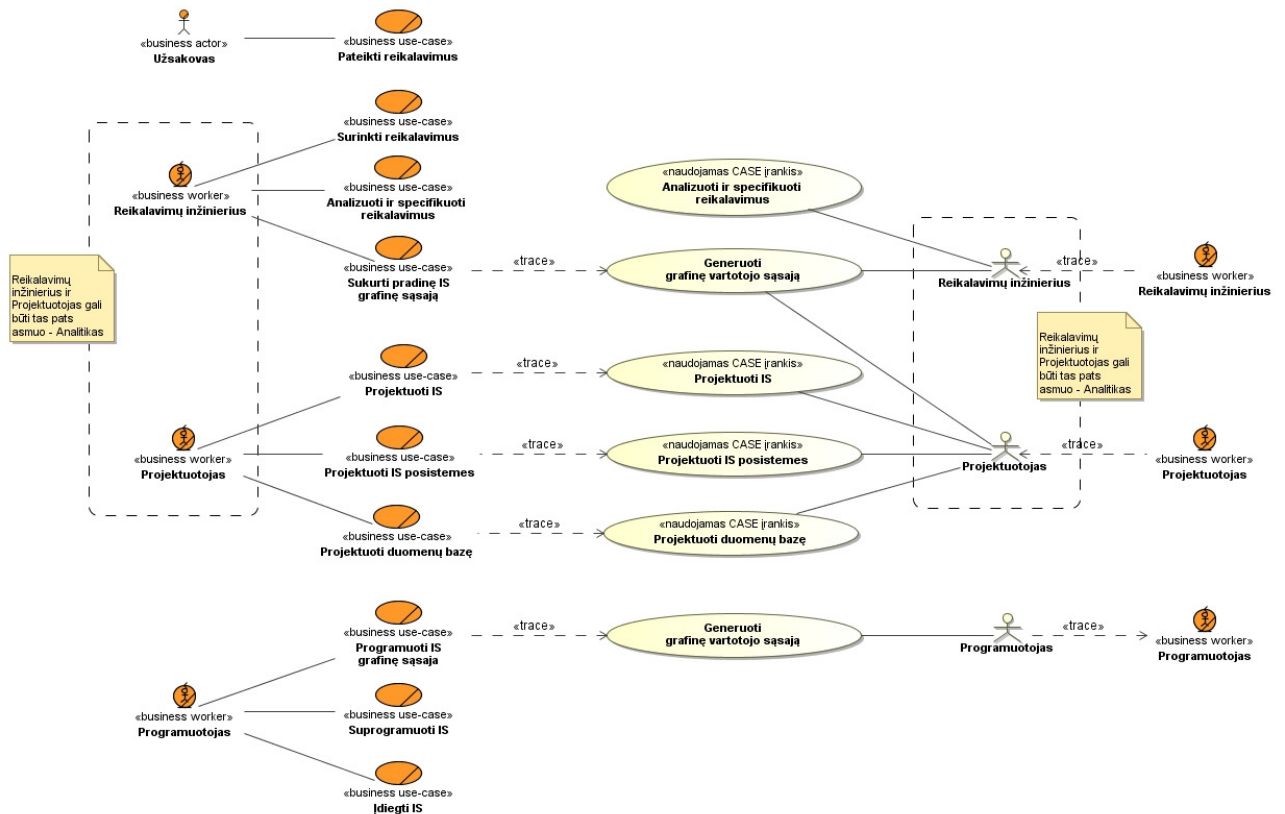 «business actor»
Užsakovas
«business use-case»
Pateikti reikalavimus
«business use-case»
Surinkti reikalavimus
«business worker»
Reikalavimų inžinierius
«business use-case»
Analizuoti ir specifikuoti
reikalavimus
«naudojamas CASE įrankis»
Analizuoti ir specifikuoti
reikalavimus
Reikalavimų
inžinierius ir
Projektuotojas gali
būti tas pats
asmuo - Analitikas
«business use-case»
Sukurti pradinę IS
grafinę sąsają
«trace»
Generuoti
grafinę vartotojo sąsają
Reikalavimų inžinierius
«trace»
«business worker»
Reikalavimų inžinierius
Reikalavimų
inžinierius ir
Projektuotojas gali
būti tas pats
asmuo - Analitikas
«business use-case»
Projektuoti IS
«trace»
«naudojamas CASE įrankis»
Projektuoti IS
«business worker»
Projektuotojas
«business use-case»
Projektuoti IS posistemes
«trace»
«naudojamas CASE įrankis»
Projektuoti IS posistemes
Projektuotojas
«trace»
«business worker»
Projektuotojas
«business use-case»
Projektuoti duomenų bazę
«trace»
«naudojamas CASE įrankis»
Projektuoti duomenų bazę
«business use-case»
Programuoti IS
grafinę sąsaja
«trace»
Generuoti
grafinę vartotojo sąsają
Programuotojas
«trace»
«business worker»
Programuotojas
«business worker»
Programuotojas
«business use-case»
Suprogramuoti IS
«business use-case»
Įdiegti IS